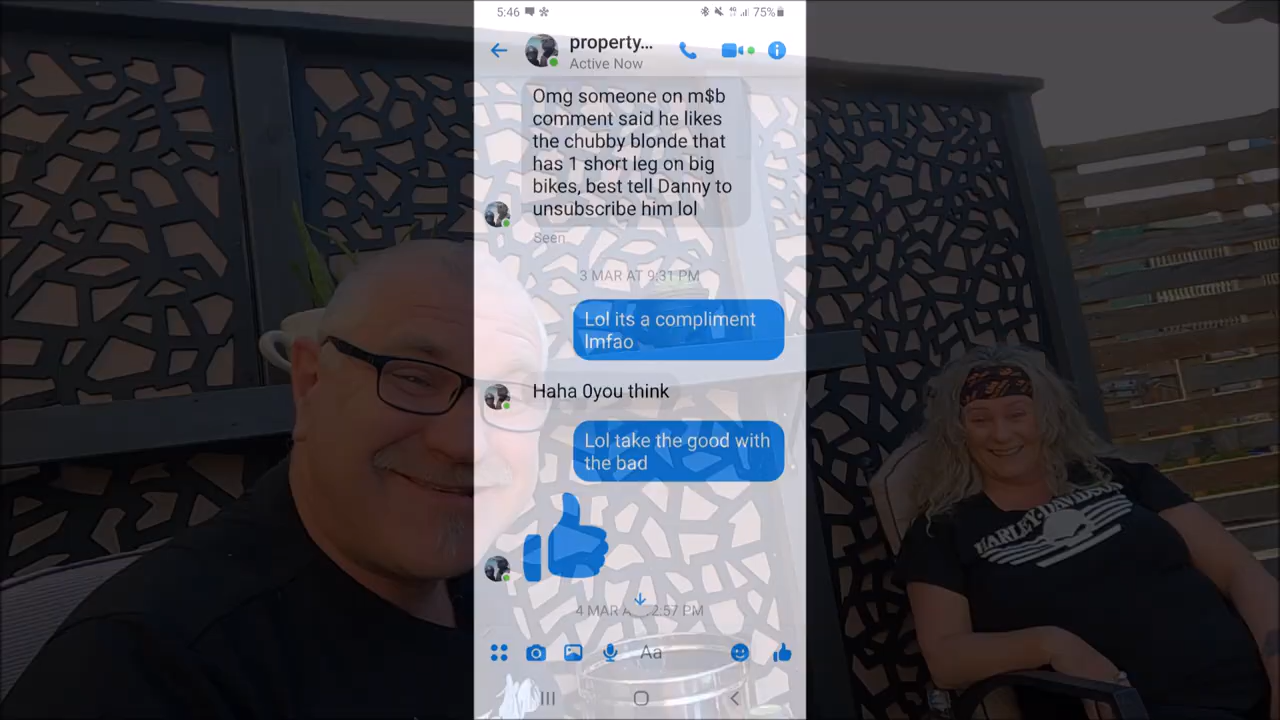 5:46
4G
75%
property...
Active Now
Omg someone on m$b
comment said he likes
the chubby blonde that
has 1 short leg on big
bikes, best tell Danny to
unsubscribe him lol
Seen
3 MAR AT 9:31 PM
Lol its a compliment
lmfao
Haha 0you think
Lol take the good with
the bad
4 MAR A 2:57 PM
Aa
HARLEY-DAVIDSON